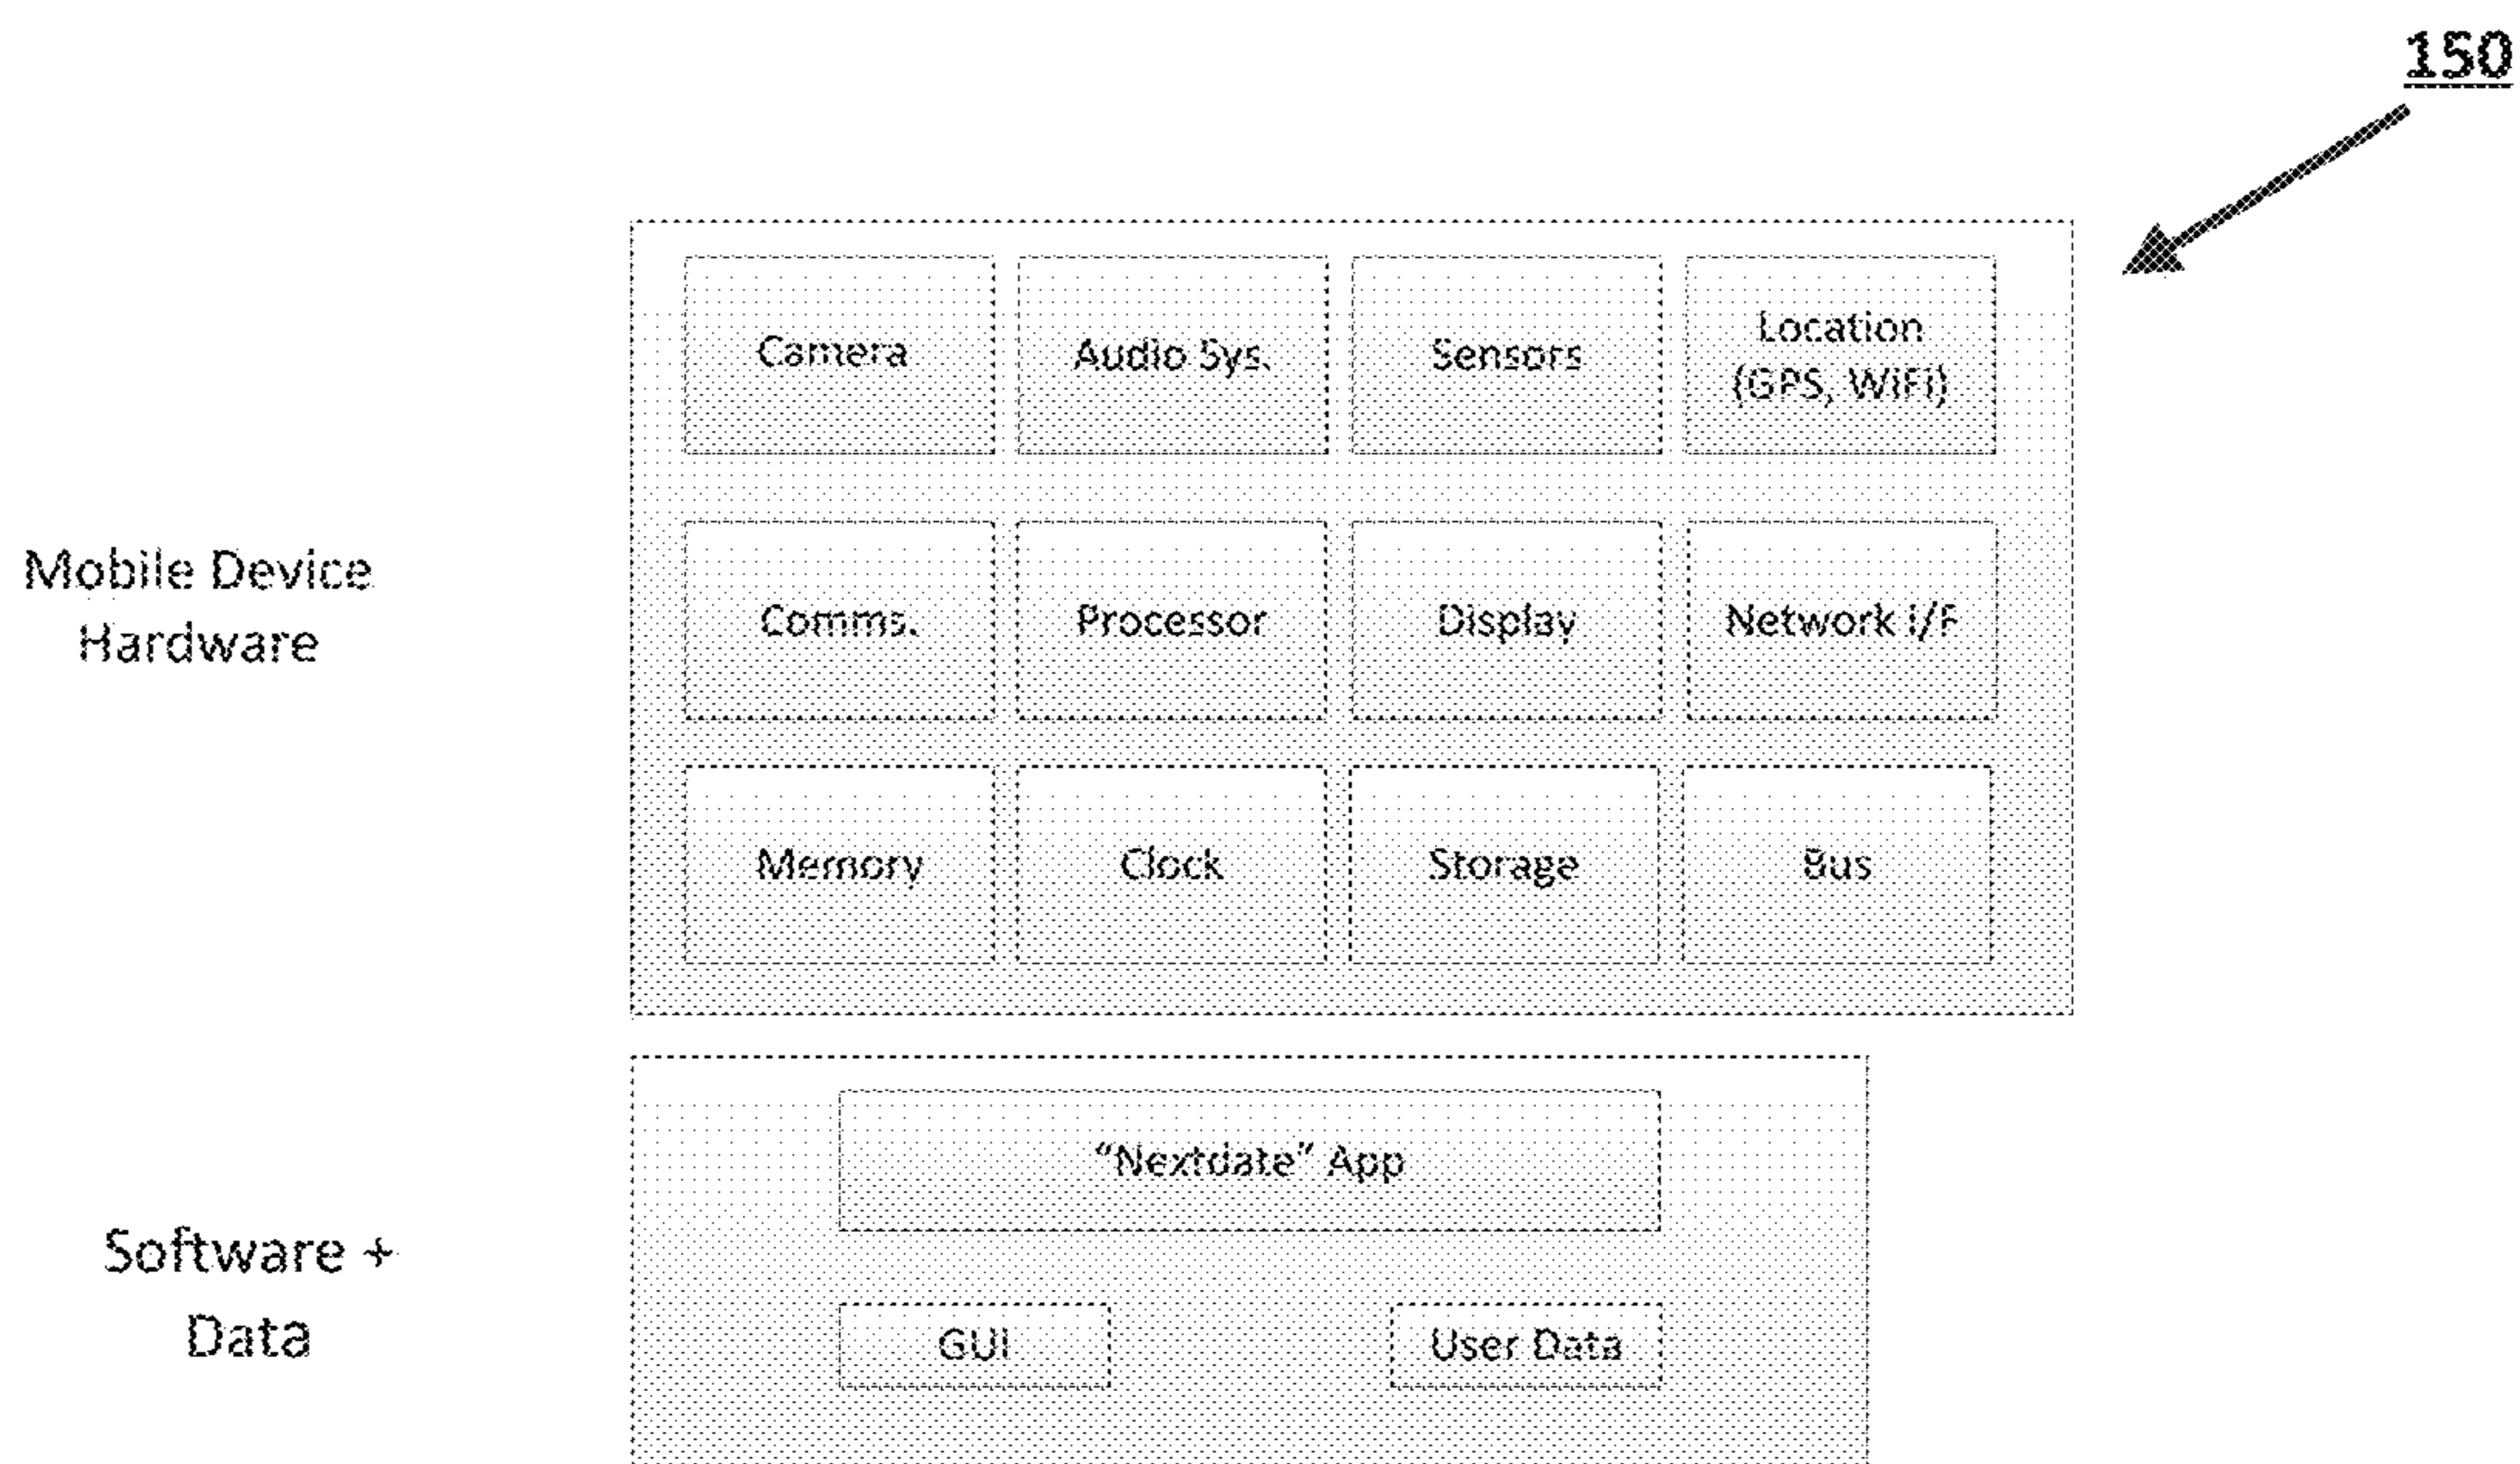 150
Camera
Audio Sys.
Sensors
Location
(GPS, WiFi)
Mobile Device
Hardware
Comms.
Processor
Display
Network I/F
Memory
Clock
Storage
Bus
"Nextdate" App
Software +
Data
GUI
User Data